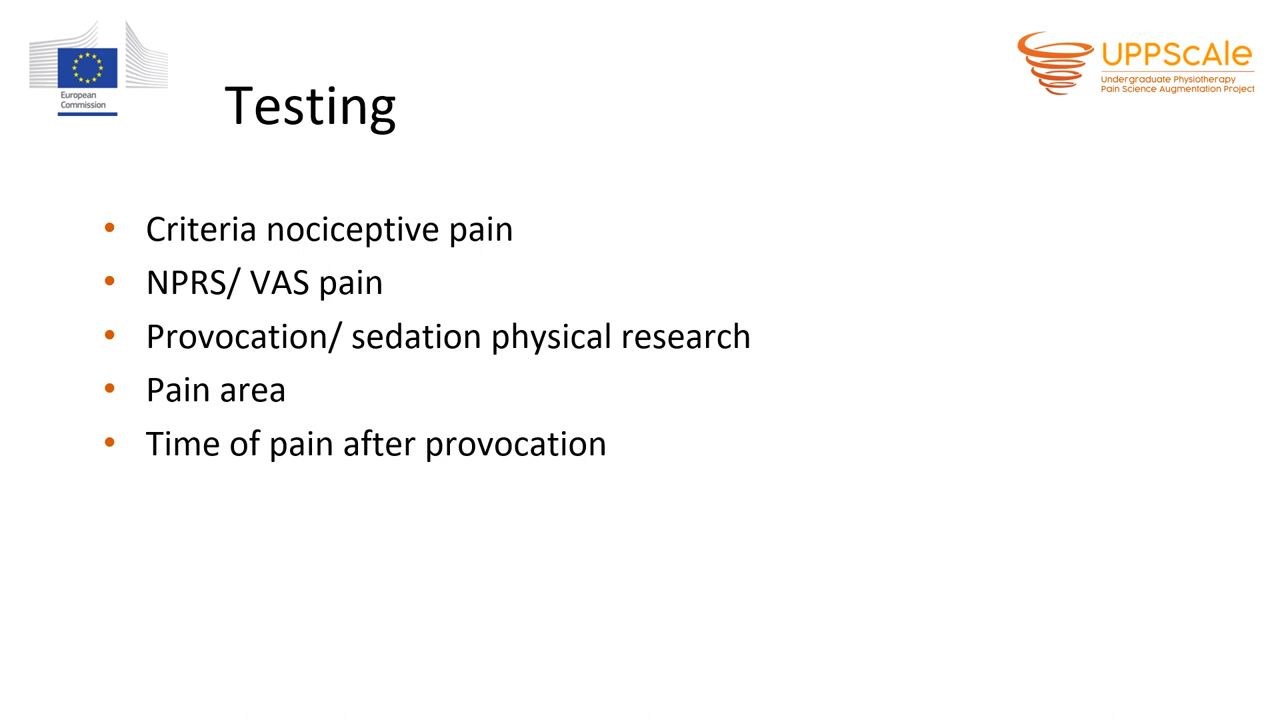 European
Commission
UPPSCale
Undergraduate Physiotherapy
Pain Science Augmentation Project
Testing
• Criteria nociceptive pain
• NPRS/ VAS pain
• Provocation/ sedation physical research
• Pain area
• Time of pain after provocation